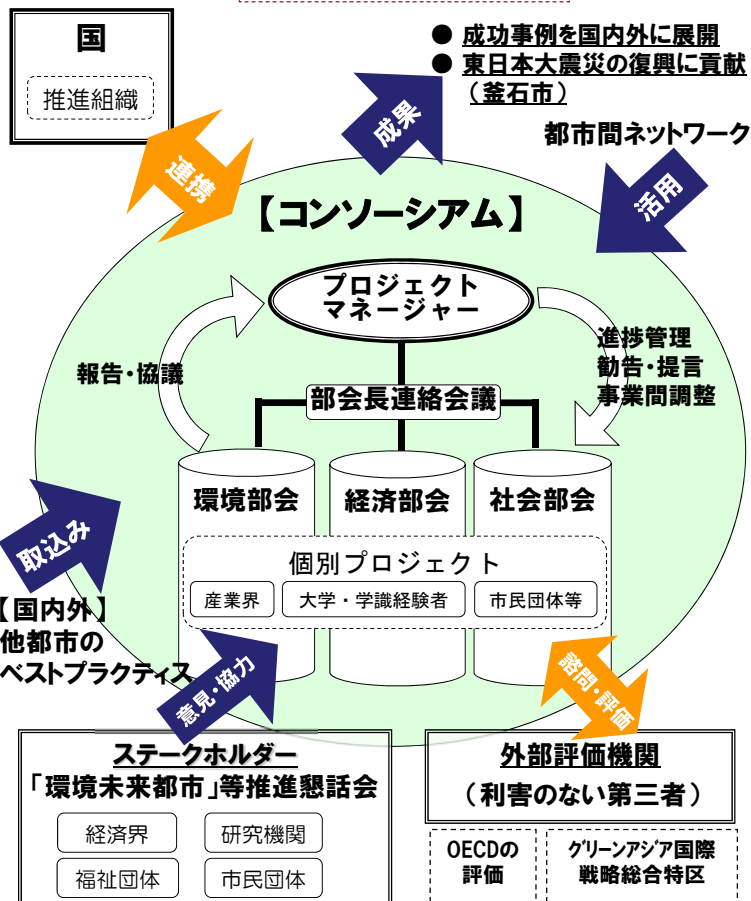 国
推進組織
● 成功事例を国内外に展開
● 東日本大震災の復興に貢献
（釜石市）
成果
都市間ネットワーク
連携
活用
【コンソーシアム】
プロジェクト
マネージャー
報告・協議
進捗管理
勧告・提言
事業間調整
部会長連絡会議
環境部会
経済部会
社会部会
取込み
個別プロジェクト
産業界
大学・学識経験者
市民団体等
【国内外】
他都市の
ベストプラクティス
意見・協力
諮問・評価
ステークホルダー
「環境未来都市」等推進懇話会
経済界
研究機関
福祉団体
市民団体
外部評価機関
（利害のない第三者）
OECDの
評価
グリーンアジア国際
戦略総合特区